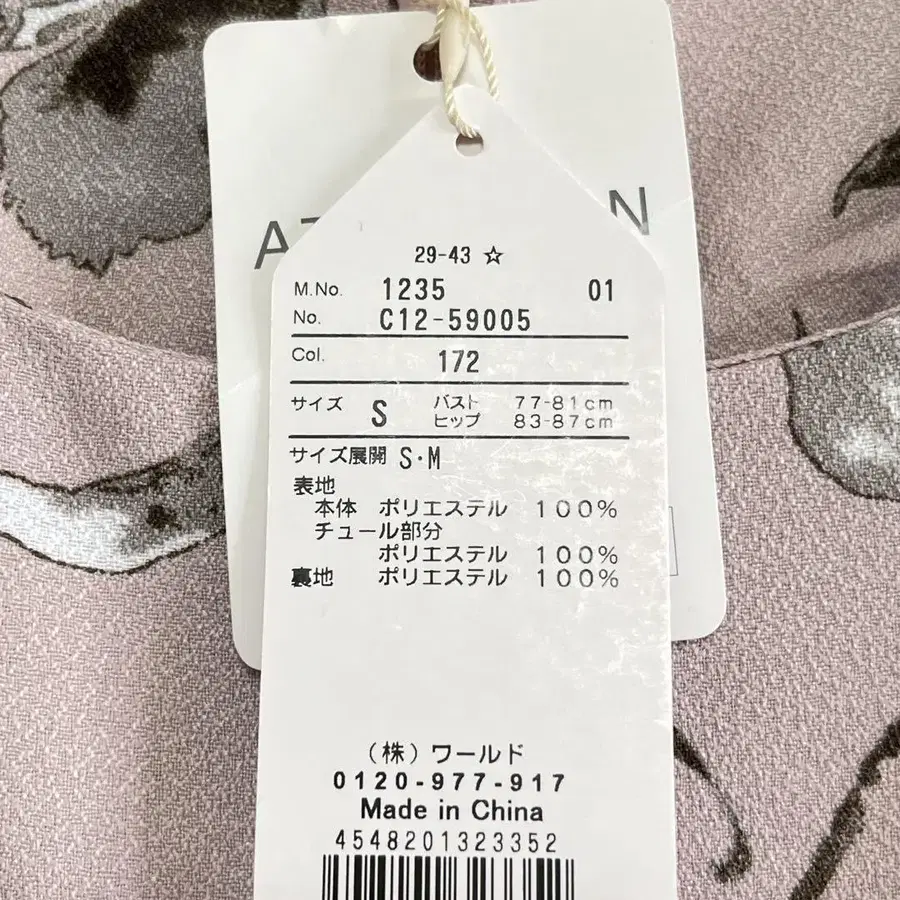 29-43 ☆
M.No. 1235 01
No. C12-59005
Col. 172
サイズ S バスト 77-81cm
ヒップ 83-87cm
サイズ展開 S・M
表地
本体 ポリエステル 100%
チュール部分
ポリエステル 100%
裏地 ポリエステル 100%
(株)ワールド
0120-977-917
Made in China
4548201323352